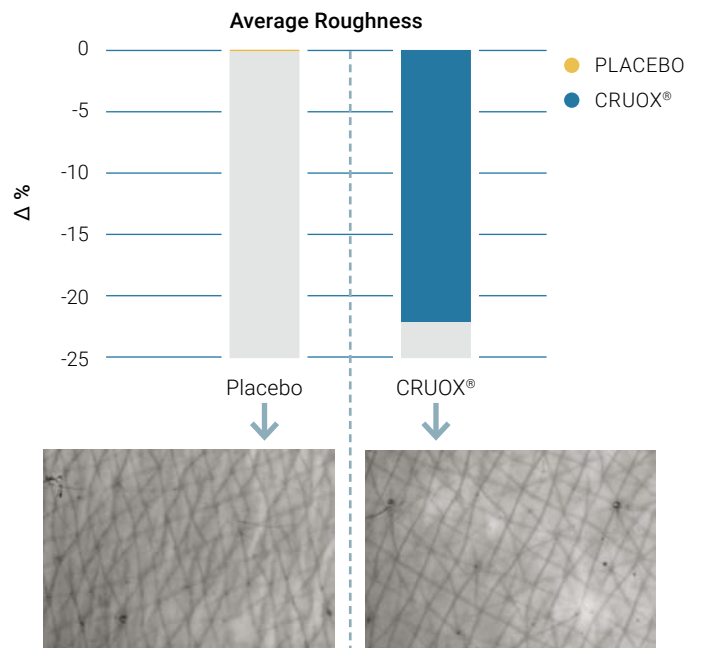 Average Roughness
0
-5
-10
-15
-20
-25
Δ %
PLACEBO
CRUOX®
Placebo
CRUOX®